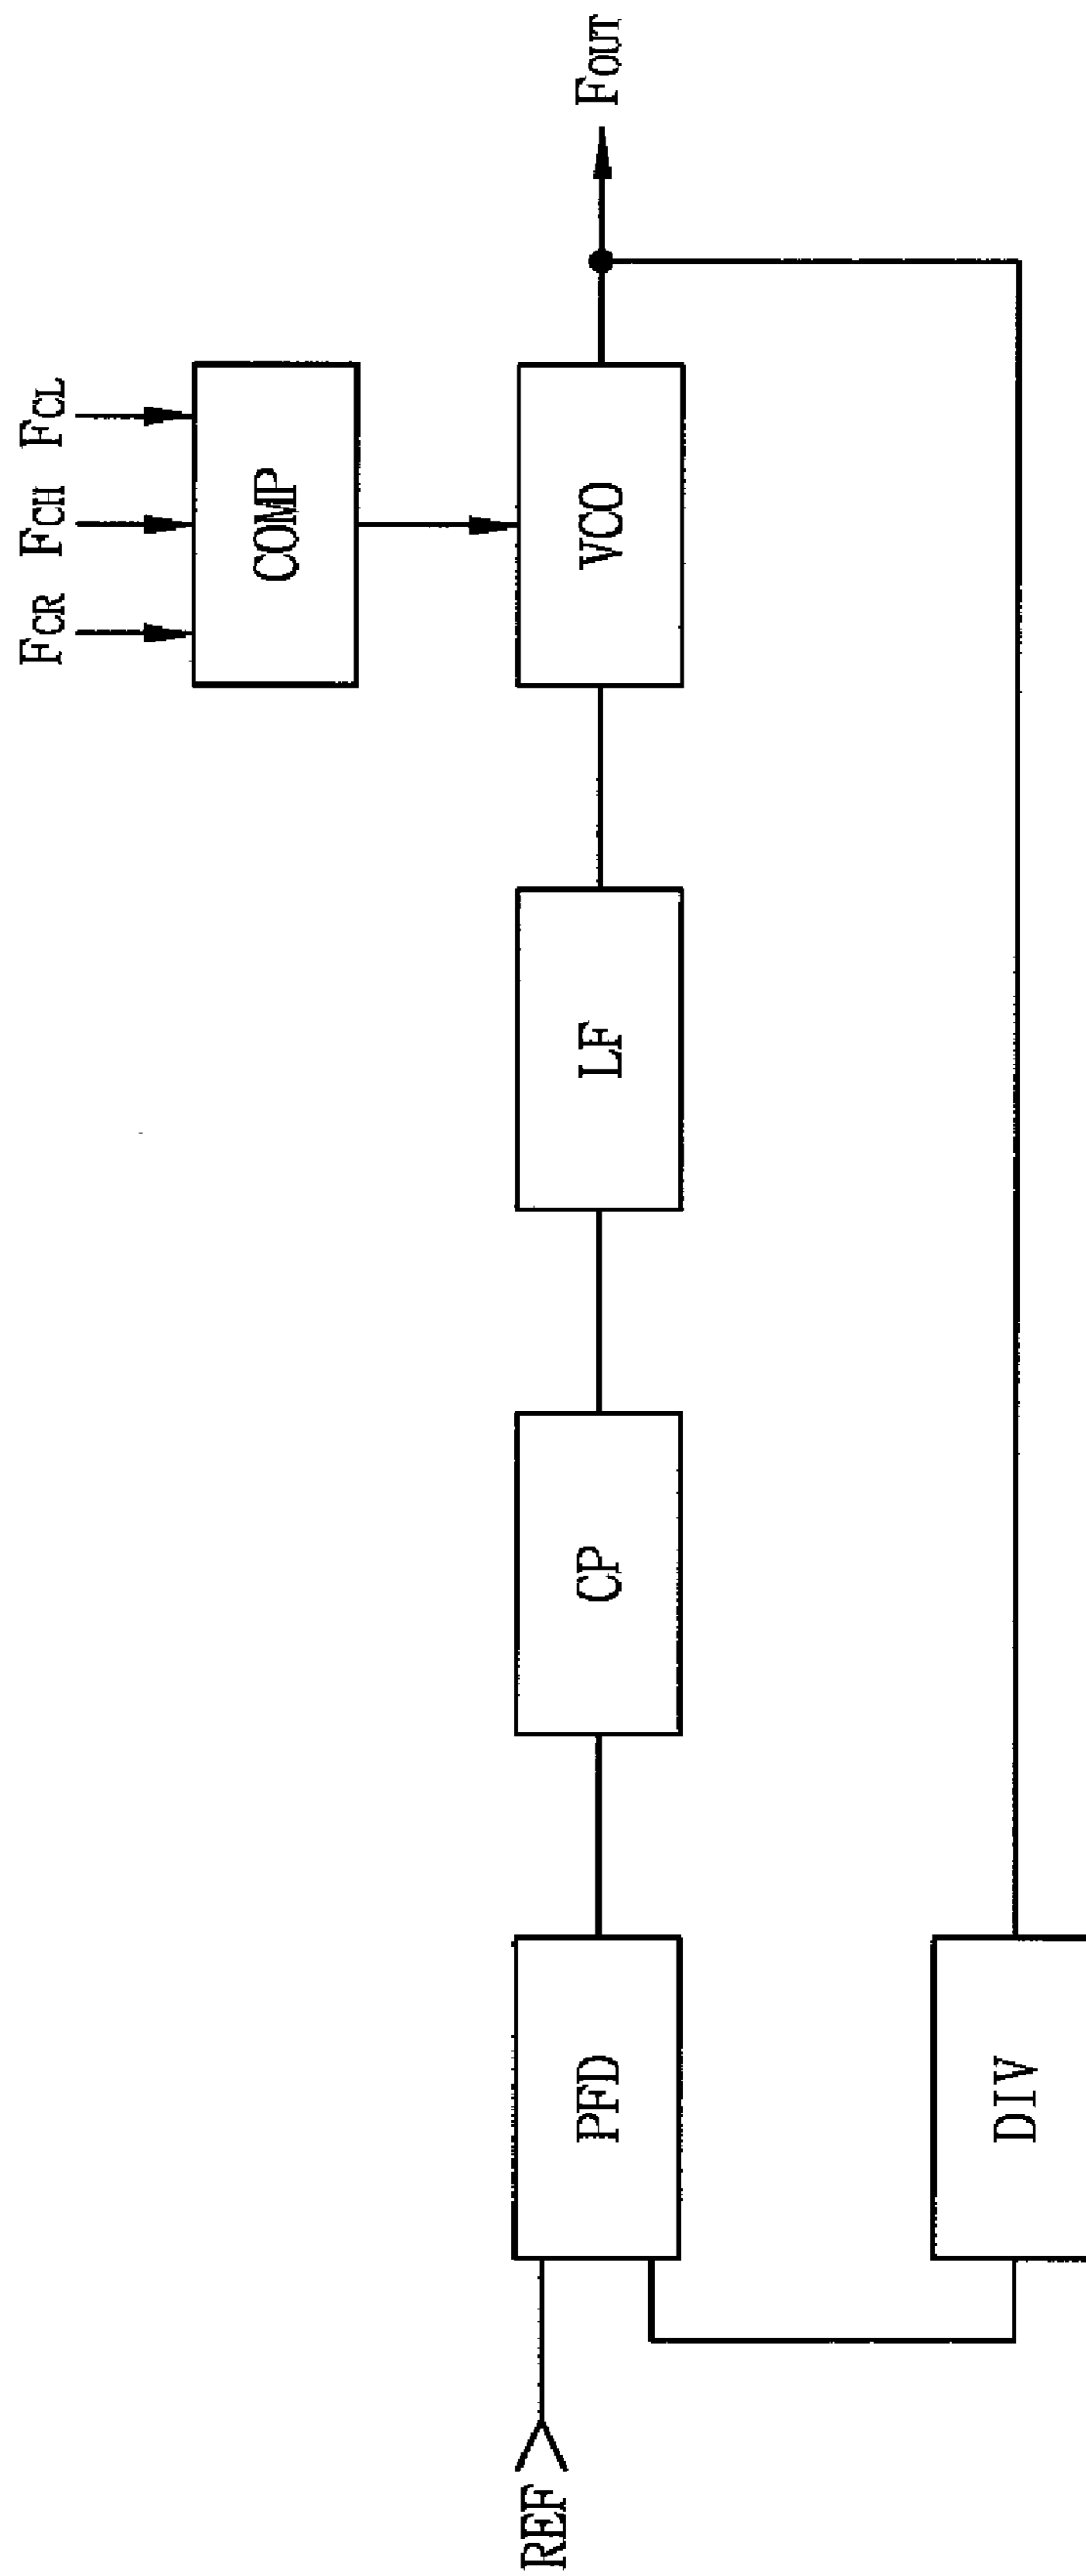 FCR
FCH
FCL
COMP
REF
PFD
CP
LF
VCO
FOUT
DIV